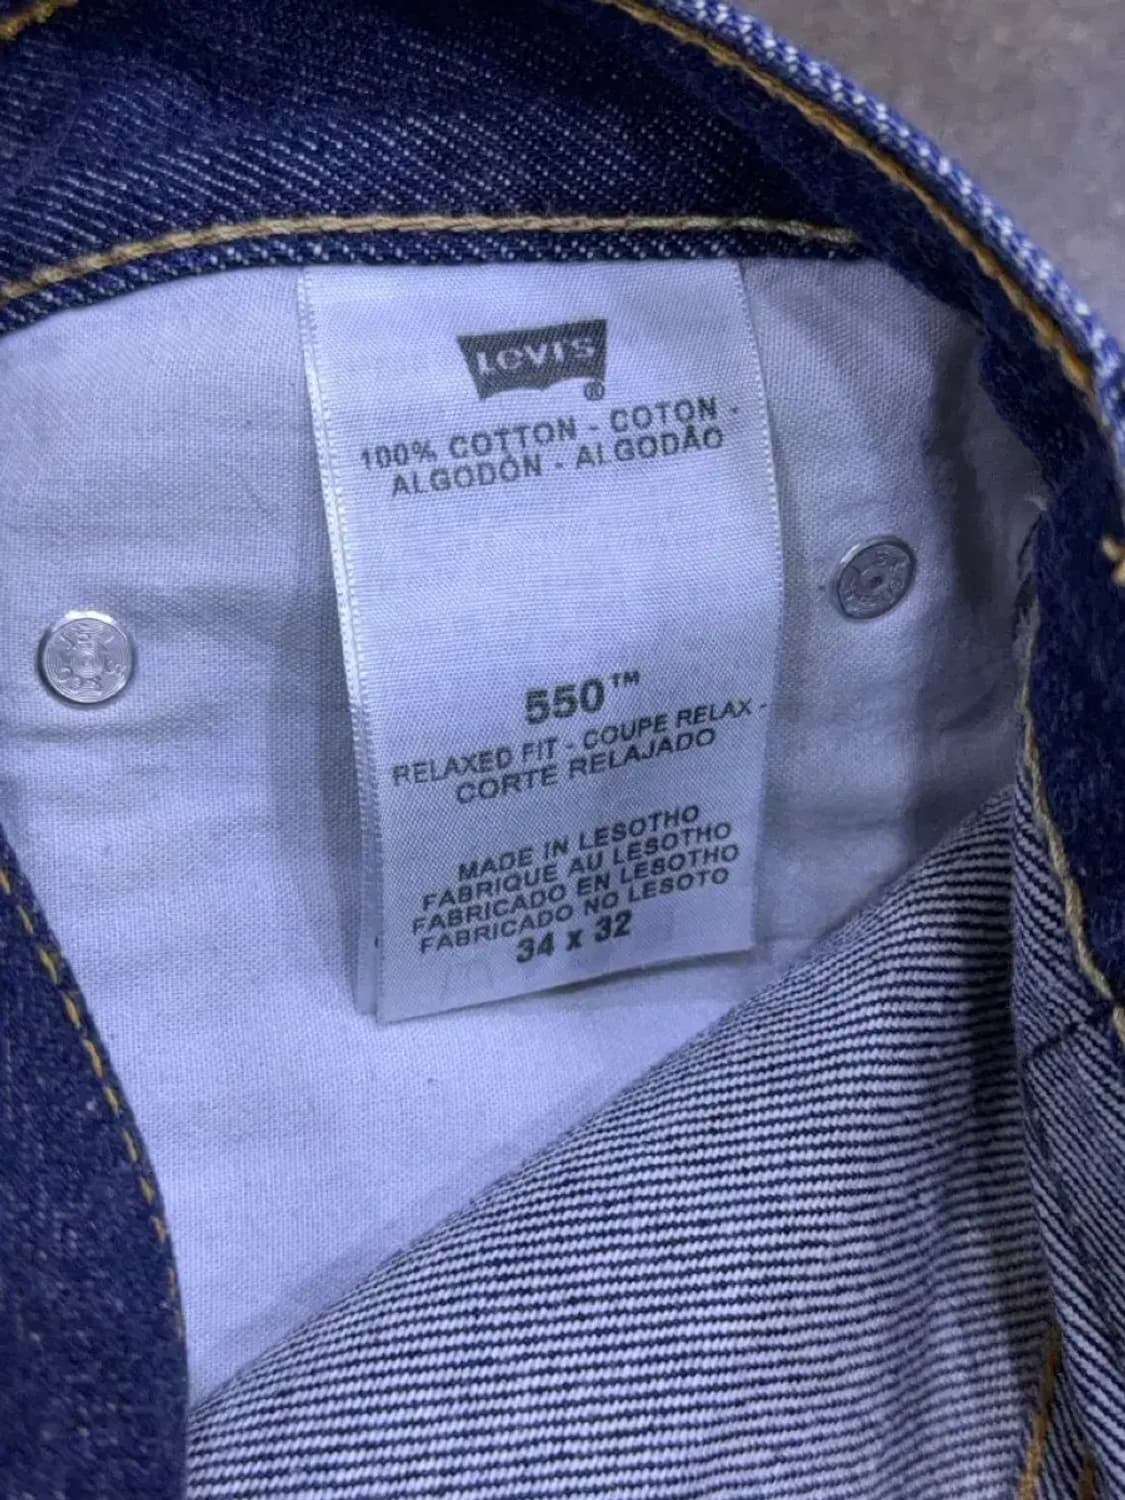 LEVI'S
®
100% COTTON - COTON -
ALGODÓN - ALGODÃO
550™
RELAXED FIT - COUPE RELAX -
CORTE RELAJADO
MADE IN LESOTHO
FABRIQUE AU LESOTHO
FABRICADO EN LESOTHO
FABRICADO NO LESOTO
34 x 32